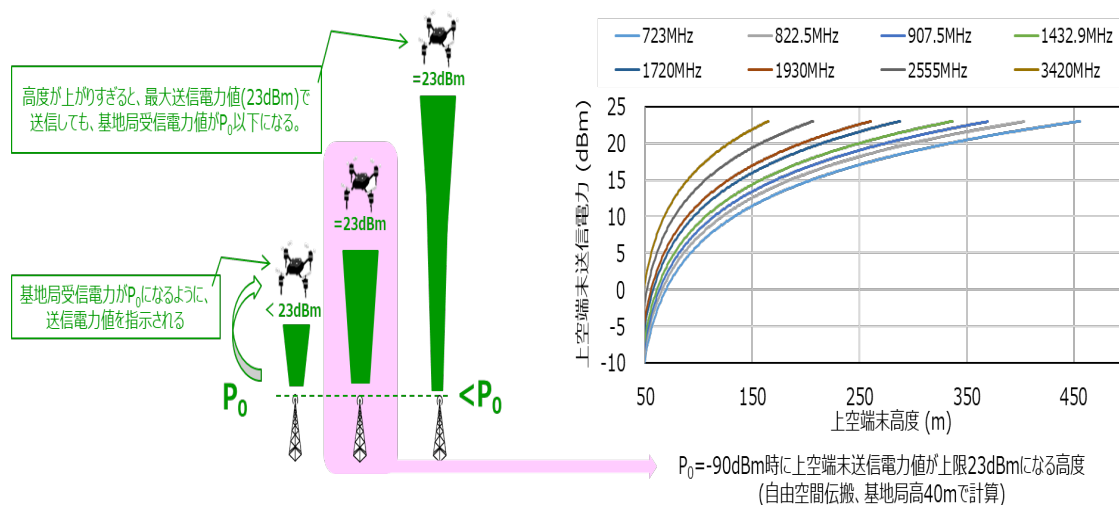 高度が上がりすぎると、最大送信電力値(23dBm)で
送信しても、基地局受信電力値がP₀以下になる。
=23dBm
=23dBm
基地局受信電力がP₀になるように、
送信電力値を指示される
< 23dBm
P₀
<P₀
723MHz
822.5MHz
907.5MHz
1432.9MHz
1720MHz
1930MHz
2555MHz
3420MHz
上空端末送信電力 (dBm)
25
20
15
10
5
0
-5
-10
50
150
250
350
450
上空端末高度 (m)
P₀=-90dBm時に上空端末送信電力値が上限23dBmになる高度
(自由空間伝搬、基地局高40mで計算)